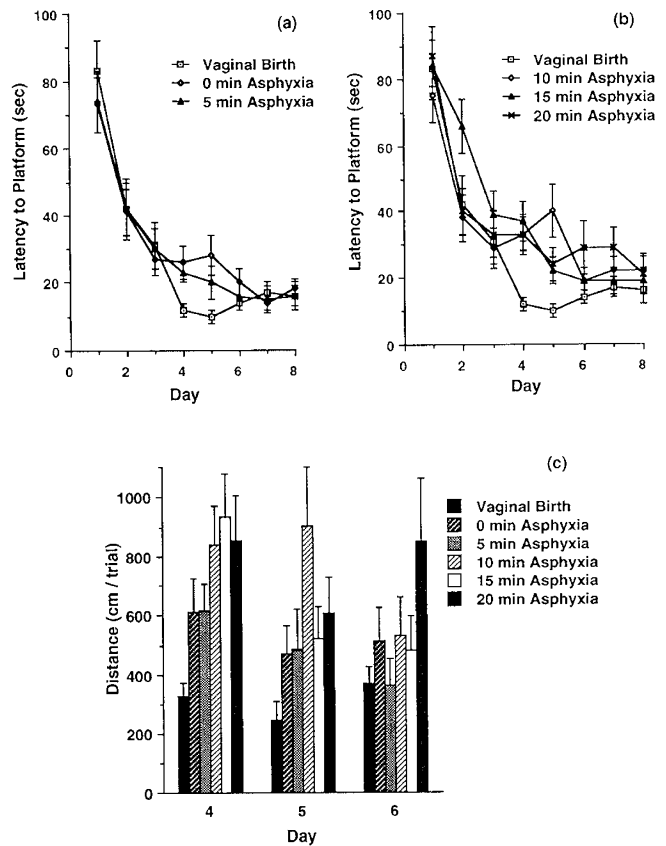 (a)
100
80
60
40
20
0
0 2 4 6 8
Latency to Platform (sec)
Day
Vaginal Birth
0 min Asphyxia
5 min Asphyxia
(b)
100
80
60
40
20
0
0 2 4 6 8
Latency to Platform (sec)
Day
Vaginal Birth
10 min Asphyxia
15 min Asphyxia
20 min Asphyxia
(c)
1000
800
600
400
200
0
4 5 6
Distance (cm / trial)
Day
Vaginal Birth
0 min Asphyxia
5 min Asphyxia
10 min Asphyxia
15 min Asphyxia
20 min Asphyxia